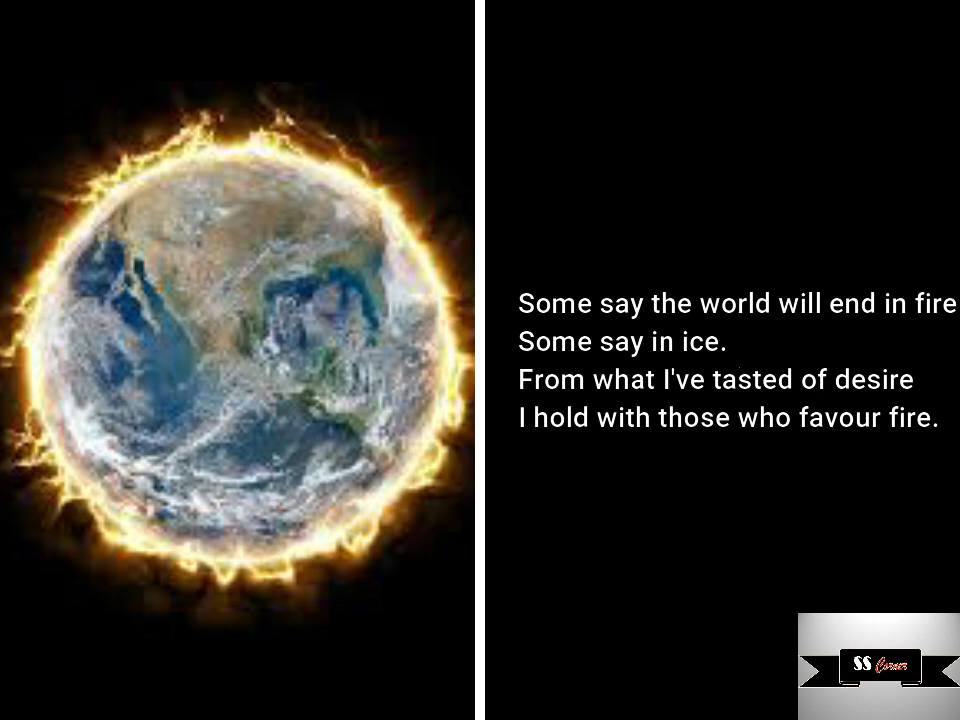 Some say the world will end in fire
Some say in ice.
From what I've tasted of desire
I hold with those who favour fire.
SS Corner